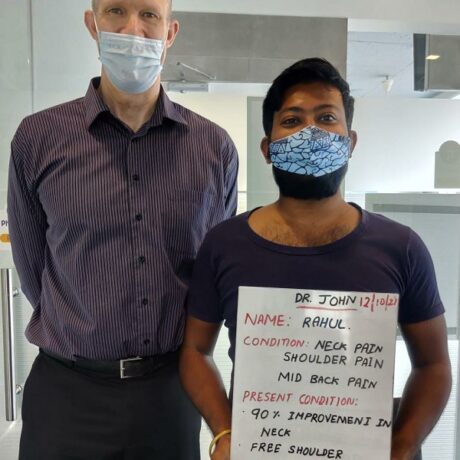 DR. JOHN 12/10/21
NAME: RAHUL.
CONDITION: NECK PAIN
SHOULDER PAIN
MID BACK PAIN
PRESENT CONDITION:
· 90% IMPROVEMENT IN
NECK
· FREE SHOULDER